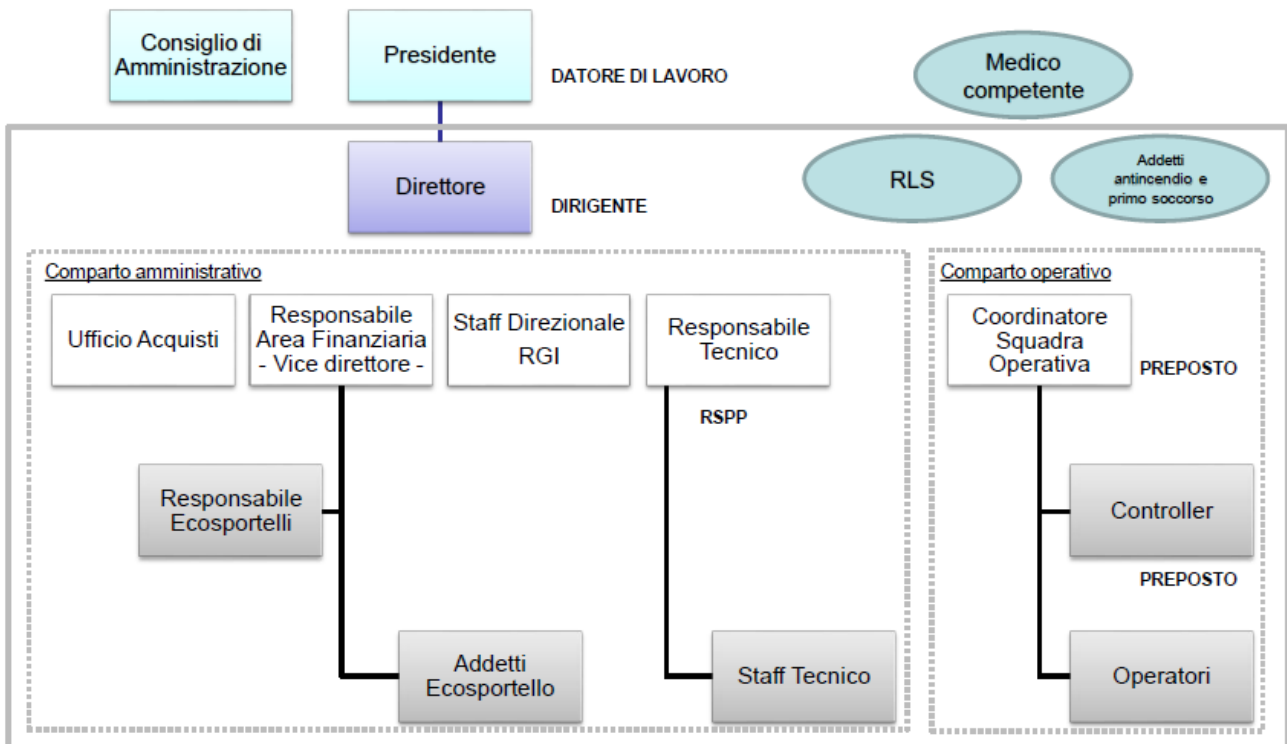 Consiglio di
Amministrazione
Presidente
DATORE DI LAVORO
Medico
competente
Direttore
DIRIGENTE
RLS
Addetti
antincendio e
primo soccorso
Comparto amministrativo
Ufficio Acquisti
Responsabile
Area Finanziaria
- Vice direttore -
Staff Direzionale
RGI
Responsabile
Tecnico
RSPP
Responsabile
Ecosportelli
Addetti
Ecosportello
Staff Tecnico
Comparto operativo
Coordinatore
Squadra
Operativa
PREPOSTO
Controller
PREPOSTO
Operatori